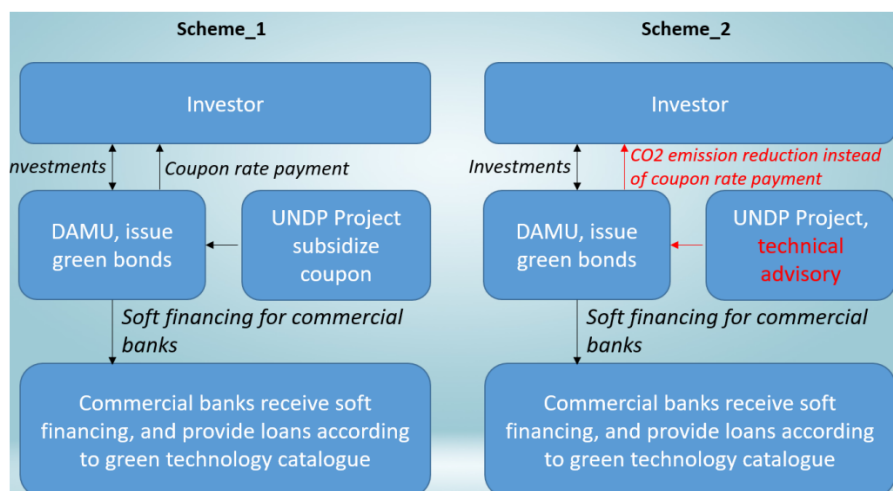 Scheme_1
Investor
nvestments
Coupon rate payment
DAMU, issue
green bonds
UNDP Project
subsidize
coupon
Soft financing for commercial
banks
Commercial banks receive soft
financing, and provide loans according
to green technology catalogue
Scheme_2
Investor
Investments
CO2 emission reduction instead
of coupon rate payment
DAMU, issue
green bonds
UNDP Project,
technical
advisory
Soft financing for commercial
banks
Commercial banks receive soft
financing, and provide loans according
to green technology catalogue